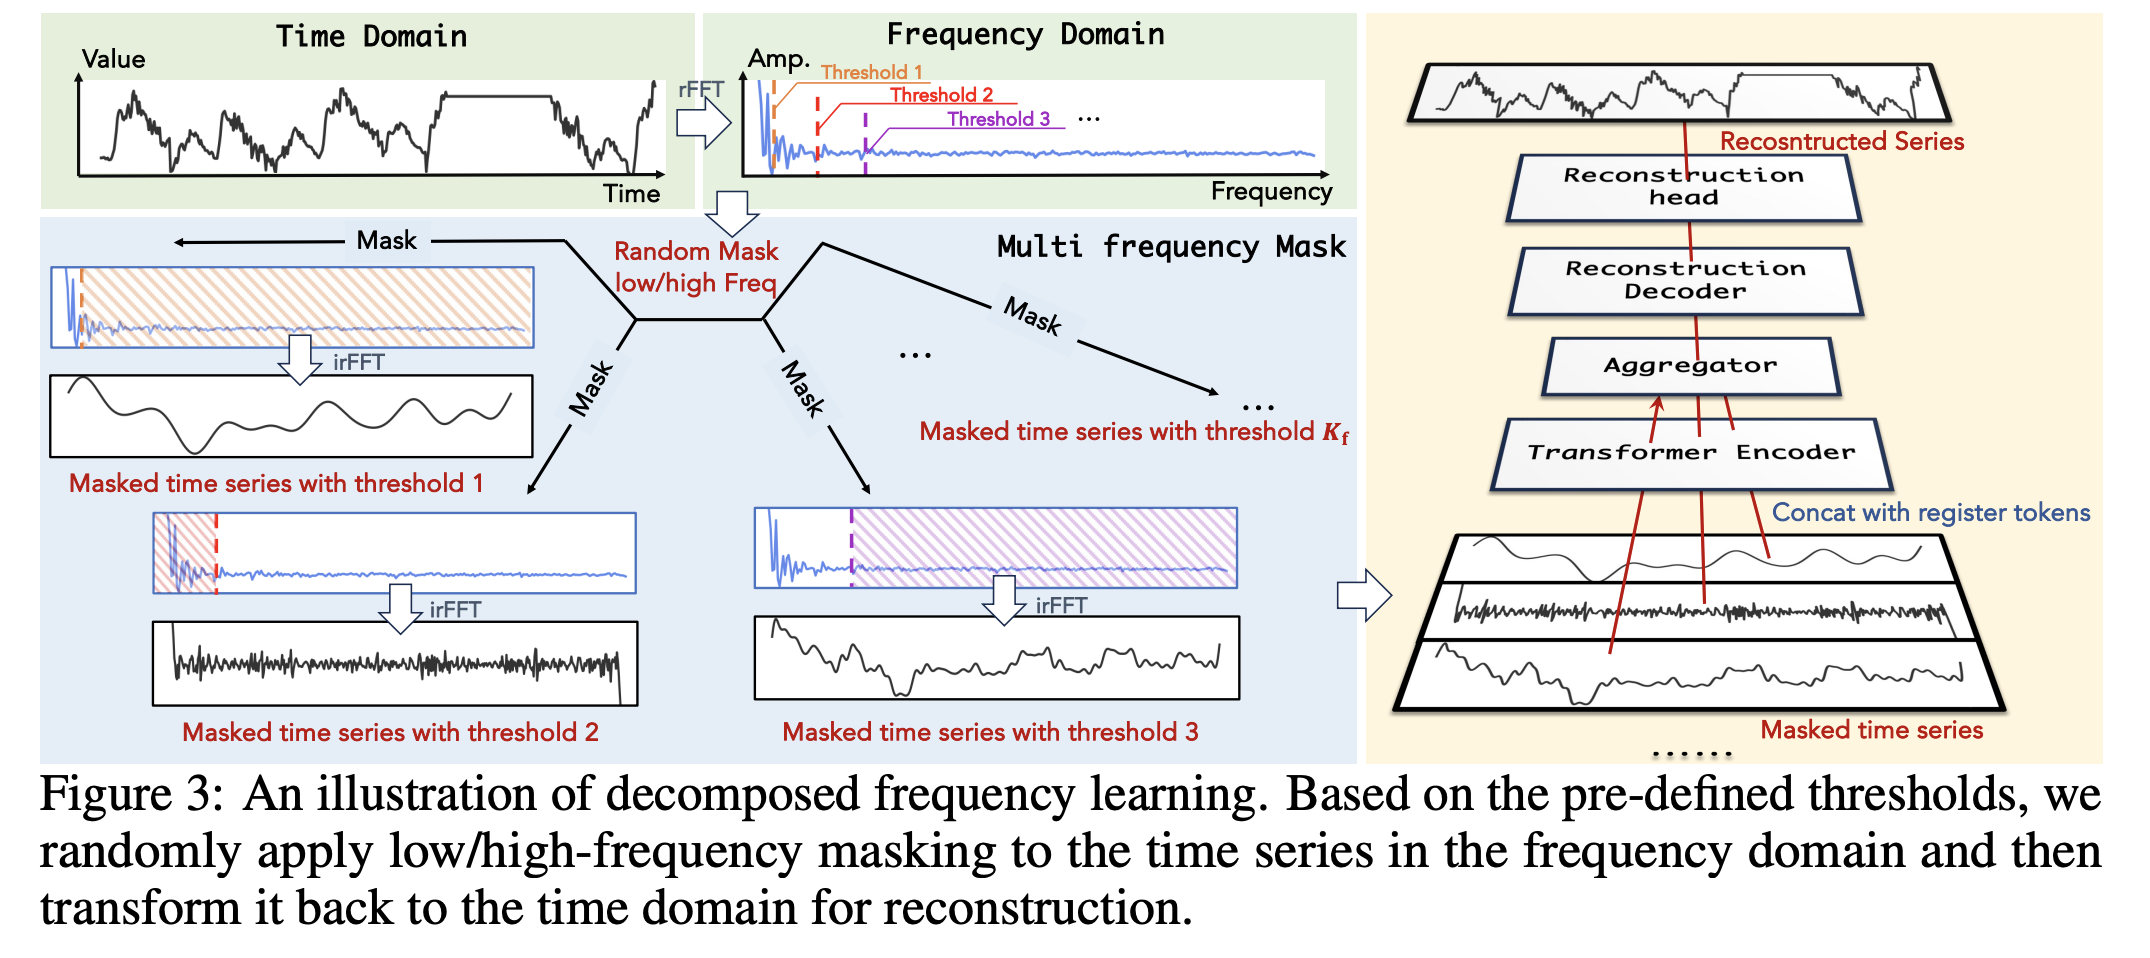 Time Domain
Value
Time
rFFT
Frequency Domain
Amp.
Threshold 1
Threshold 2
Threshold 3
...
Frequency
Multi frequency Mask
Random Mask
low/high Freq
Mask
irFFT
Masked time series with threshold 1
Mask
irFFT
Masked time series with threshold 2
Mask
irFFT
Masked time series with threshold 3
...
Mask
...
Masked time series with threshold K_f
Recosntructed Series
Reconstruction
head
Reconstruction
Decoder
Aggregator
Transformer Encoder
Concat with register tokens
Masked time series
......
Figure 3: An illustration of decomposed frequency learning. Based on the pre-defined thresholds, we
randomly apply low/high-frequency masking to the time series in the frequency domain and then
transform it back to the time domain for reconstruction.